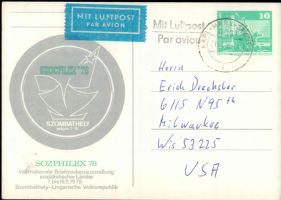 MIT LUFTPOST
PAR AVION
Mit Luftpost
Par avion
10
SOZPHILEX '78
SZOMBATHELY
SOZPHILEX 78
Internationale Briefmarkenausstellung
sozialistischer Länder
Szombathely-Ungarische Volksrepublik
Herrn
Erich Drechsler
6115 N 95th
Milwaukee
Wis 53225
USA